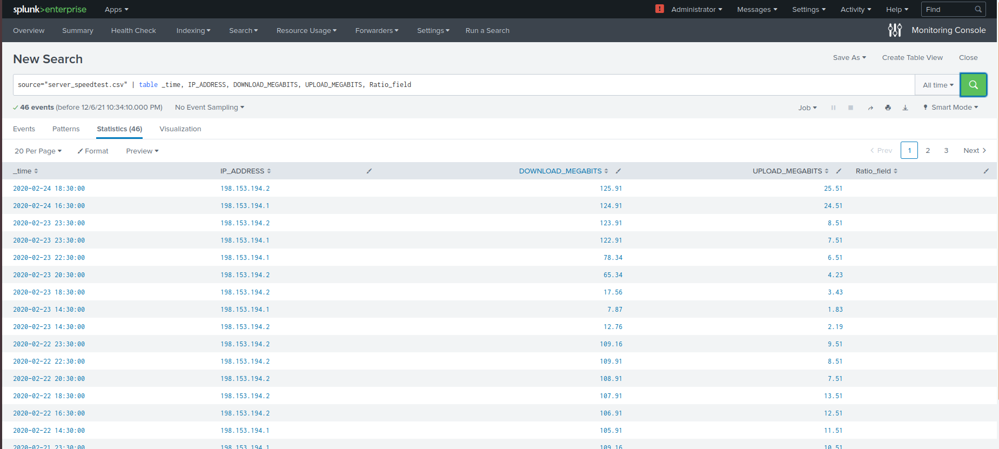 splunk>enterprise Apps Administrator Messages Settings Activity Help Find
Overview Summary Health Check Indexing Search Resource Usage Forwarders Settings Run a Search Monitoring Console
New Search Save As Create Table View Close
source="server_speedtest.csv" | table _time, IP_ADDRESS, DOWNLOAD_MEGABITS, UPLOAD_MEGABITS, Ratio_field All time
46 events (before 12/6/21 10:34:10.000 PM) No Event Sampling Job Smart Mode
Events Patterns Statistics (46) Visualization
20 Per Page Format Preview < Prev 1 2 3 Next >
_time IP_ADDRESS DOWNLOAD_MEGABITS UPLOAD_MEGABITS Ratio_field
2020-02-24 18:30:00 198.153.194.2 125.91 25.51
2020-02-24 16:30:00 198.153.194.1 124.91 24.51
2020-02-23 23:30:00 198.153.194.2 123.91 8.51
2020-02-23 23:30:00 198.153.194.1 122.91 7.51
2020-02-23 22:30:00 198.153.194.1 78.34 6.51
2020-02-23 20:30:00 198.153.194.2 65.34 4.23
2020-02-23 18:30:00 198.153.194.2 17.56 3.43
2020-02-23 14:30:00 198.153.194.1 7.87 1.83
2020-02-23 14:30:00 198.153.194.2 12.76 2.19
2020-02-22 23:30:00 198.153.194.2 109.16 9.51
2020-02-22 22:30:00 198.153.194.2 109.91 8.51
2020-02-22 20:30:00 198.153.194.2 108.91 7.51
2020-02-22 18:30:00 198.153.194.2 107.91 13.51
2020-02-22 16:30:00 198.153.194.2 106.91 12.51
2020-02-22 14:30:00 198.153.194.1 105.91 11.51
2020-02-21 23:30:00 198.153.194.1 109.16 10.51